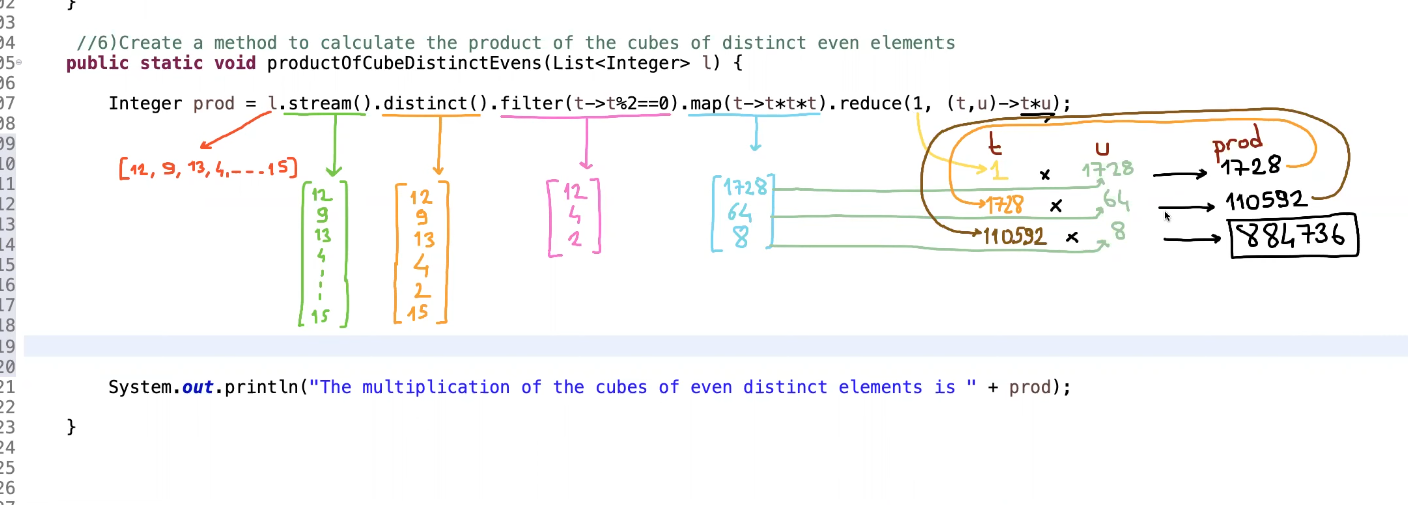 02 }
03
04 //6)Create a method to calculate the product of the cubes of distinct even elements
05 public static void productOfCubeDistinctEvens(List<Integer> l) {
06
07 Integer prod = l.stream().distinct().filter(t->t%2==0).map(t->t*t*t).reduce(1, (t,u)->t*u);
08
09 t u prod
10 [12, 9, 13, 4, ---. 15] 1 x 1728 1728
11 12 12 12 1728
12 9 9 4 64 1728 x 64 110592
13 13 13 2 8 110592 x 8 884736
14 4 4
15
16 2
17 15 15
18
19
20
21 System.out.println("The multiplication of the cubes of even distinct elements is " + prod);
22
23 }
24
25
26
27